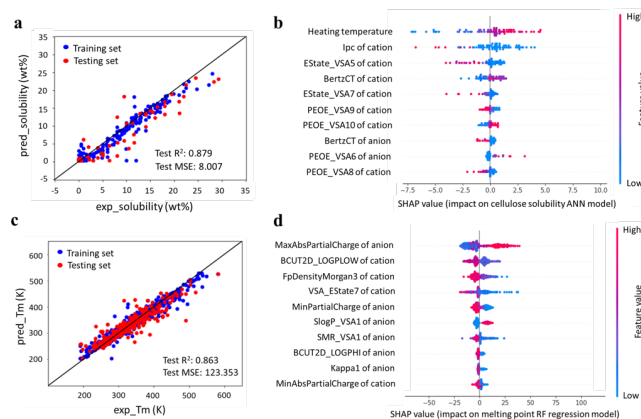 a
35
30
25
20
15
10
5
0
-5
pred_solubility (wt%)
Training set
Testing set
Test R²: 0.879
Test MSE: 8.007
-5 0 5 10 15 20 25 30 35
exp_solubility (wt%)
b
Heating temperature
Ipc of cation
EState_VSA5 of cation
BertzCT of cation
EState_VSA7 of cation
PEOE_VSA9 of cation
PEOE_VSA10 of cation
BertzCT of anion
PEOE_VSA6 of anion
PEOE_VSA8 of cation
-10.0 -7.5 -5.0 -2.5 0.0 2.5 5.0 7.5 10.0
SHAP value (impact on cellulose solubility ANN model)
High
Feature value
Low
c
600
500
400
300
200
pred_Tm (K)
Training set
Testing set
Test R²: 0.863
Test MSE: 123.353
200 300 400 500 600
exp_Tm (K)
d
MaxAbsPartialCharge of anion
BCUT2D_LOGPLOW of cation
FpDensityMorgan3 of cation
VSA_EState7 of cation
MinPartialCharge of anion
SlogP_VSA1 of anion
SMR_VSA1 of anion
BCUT2D_LOGPHI of anion
Kappa1 of anion
MinAbsPartialCharge of cation
-75 -50 -25 0 25 50
SHAP value (impact on melting point RF regression model)
High
Feature value
Low